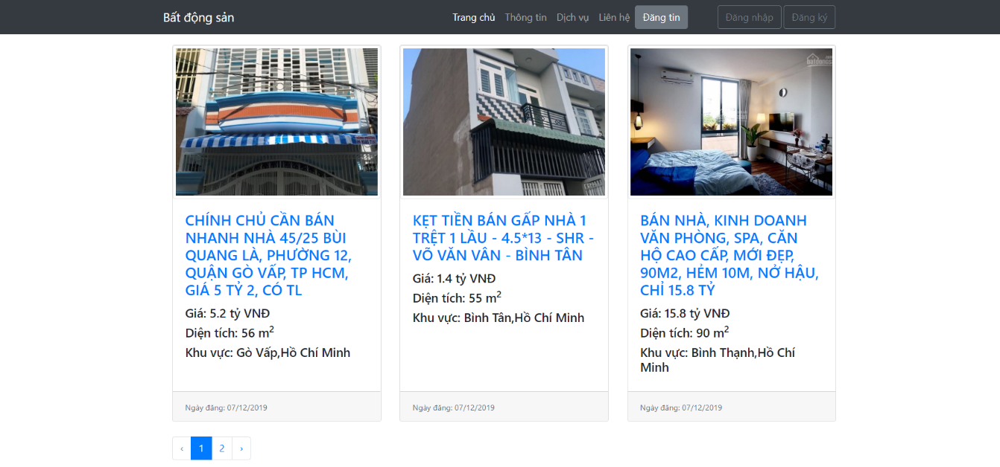 Bất động sản
Trang chủ Thông tin Dịch vụ Liên hệ Đăng tin Đăng nhập Đăng ký
CHÍNH CHỦ CẦN BÁN
NHANH NHÀ 45/25 BÙI
QUANG LÀ, PHƯỜNG 12,
QUẬN GÒ VẤP, TP HCM,
GIÁ 5 TỶ 2, CÓ TL
Giá: 5.2 tỷ VNĐ
Diện tích: 56 m²
Khu vực: Gò Vấp,Hồ Chí Minh
Ngày đăng: 07/12/2019
KẸT TIỀN BÁN GẤP NHÀ 1
TRỆT 1 LẦU - 4.5*13 - SHR -
VÕ VĂN VÂN - BÌNH TÂN
Giá: 1.4 tỷ VNĐ
Diện tích: 55 m²
Khu vực: Bình Tân,Hồ Chí Minh
Ngày đăng: 07/12/2019
BÁN NHÀ, KINH DOANH
VĂN PHÒNG, SPA, CĂN
HỘ CAO CẤP, MỚI ĐẸP,
90M2, HẺM 10M, NỞ HẬU,
CHỈ 15.8 TỶ
Giá: 15.8 tỷ VNĐ
Diện tích: 90 m²
Khu vực: Bình Thạnh,Hồ Chí
Minh
Ngày đăng: 07/12/2019
‹ 1 2 ›